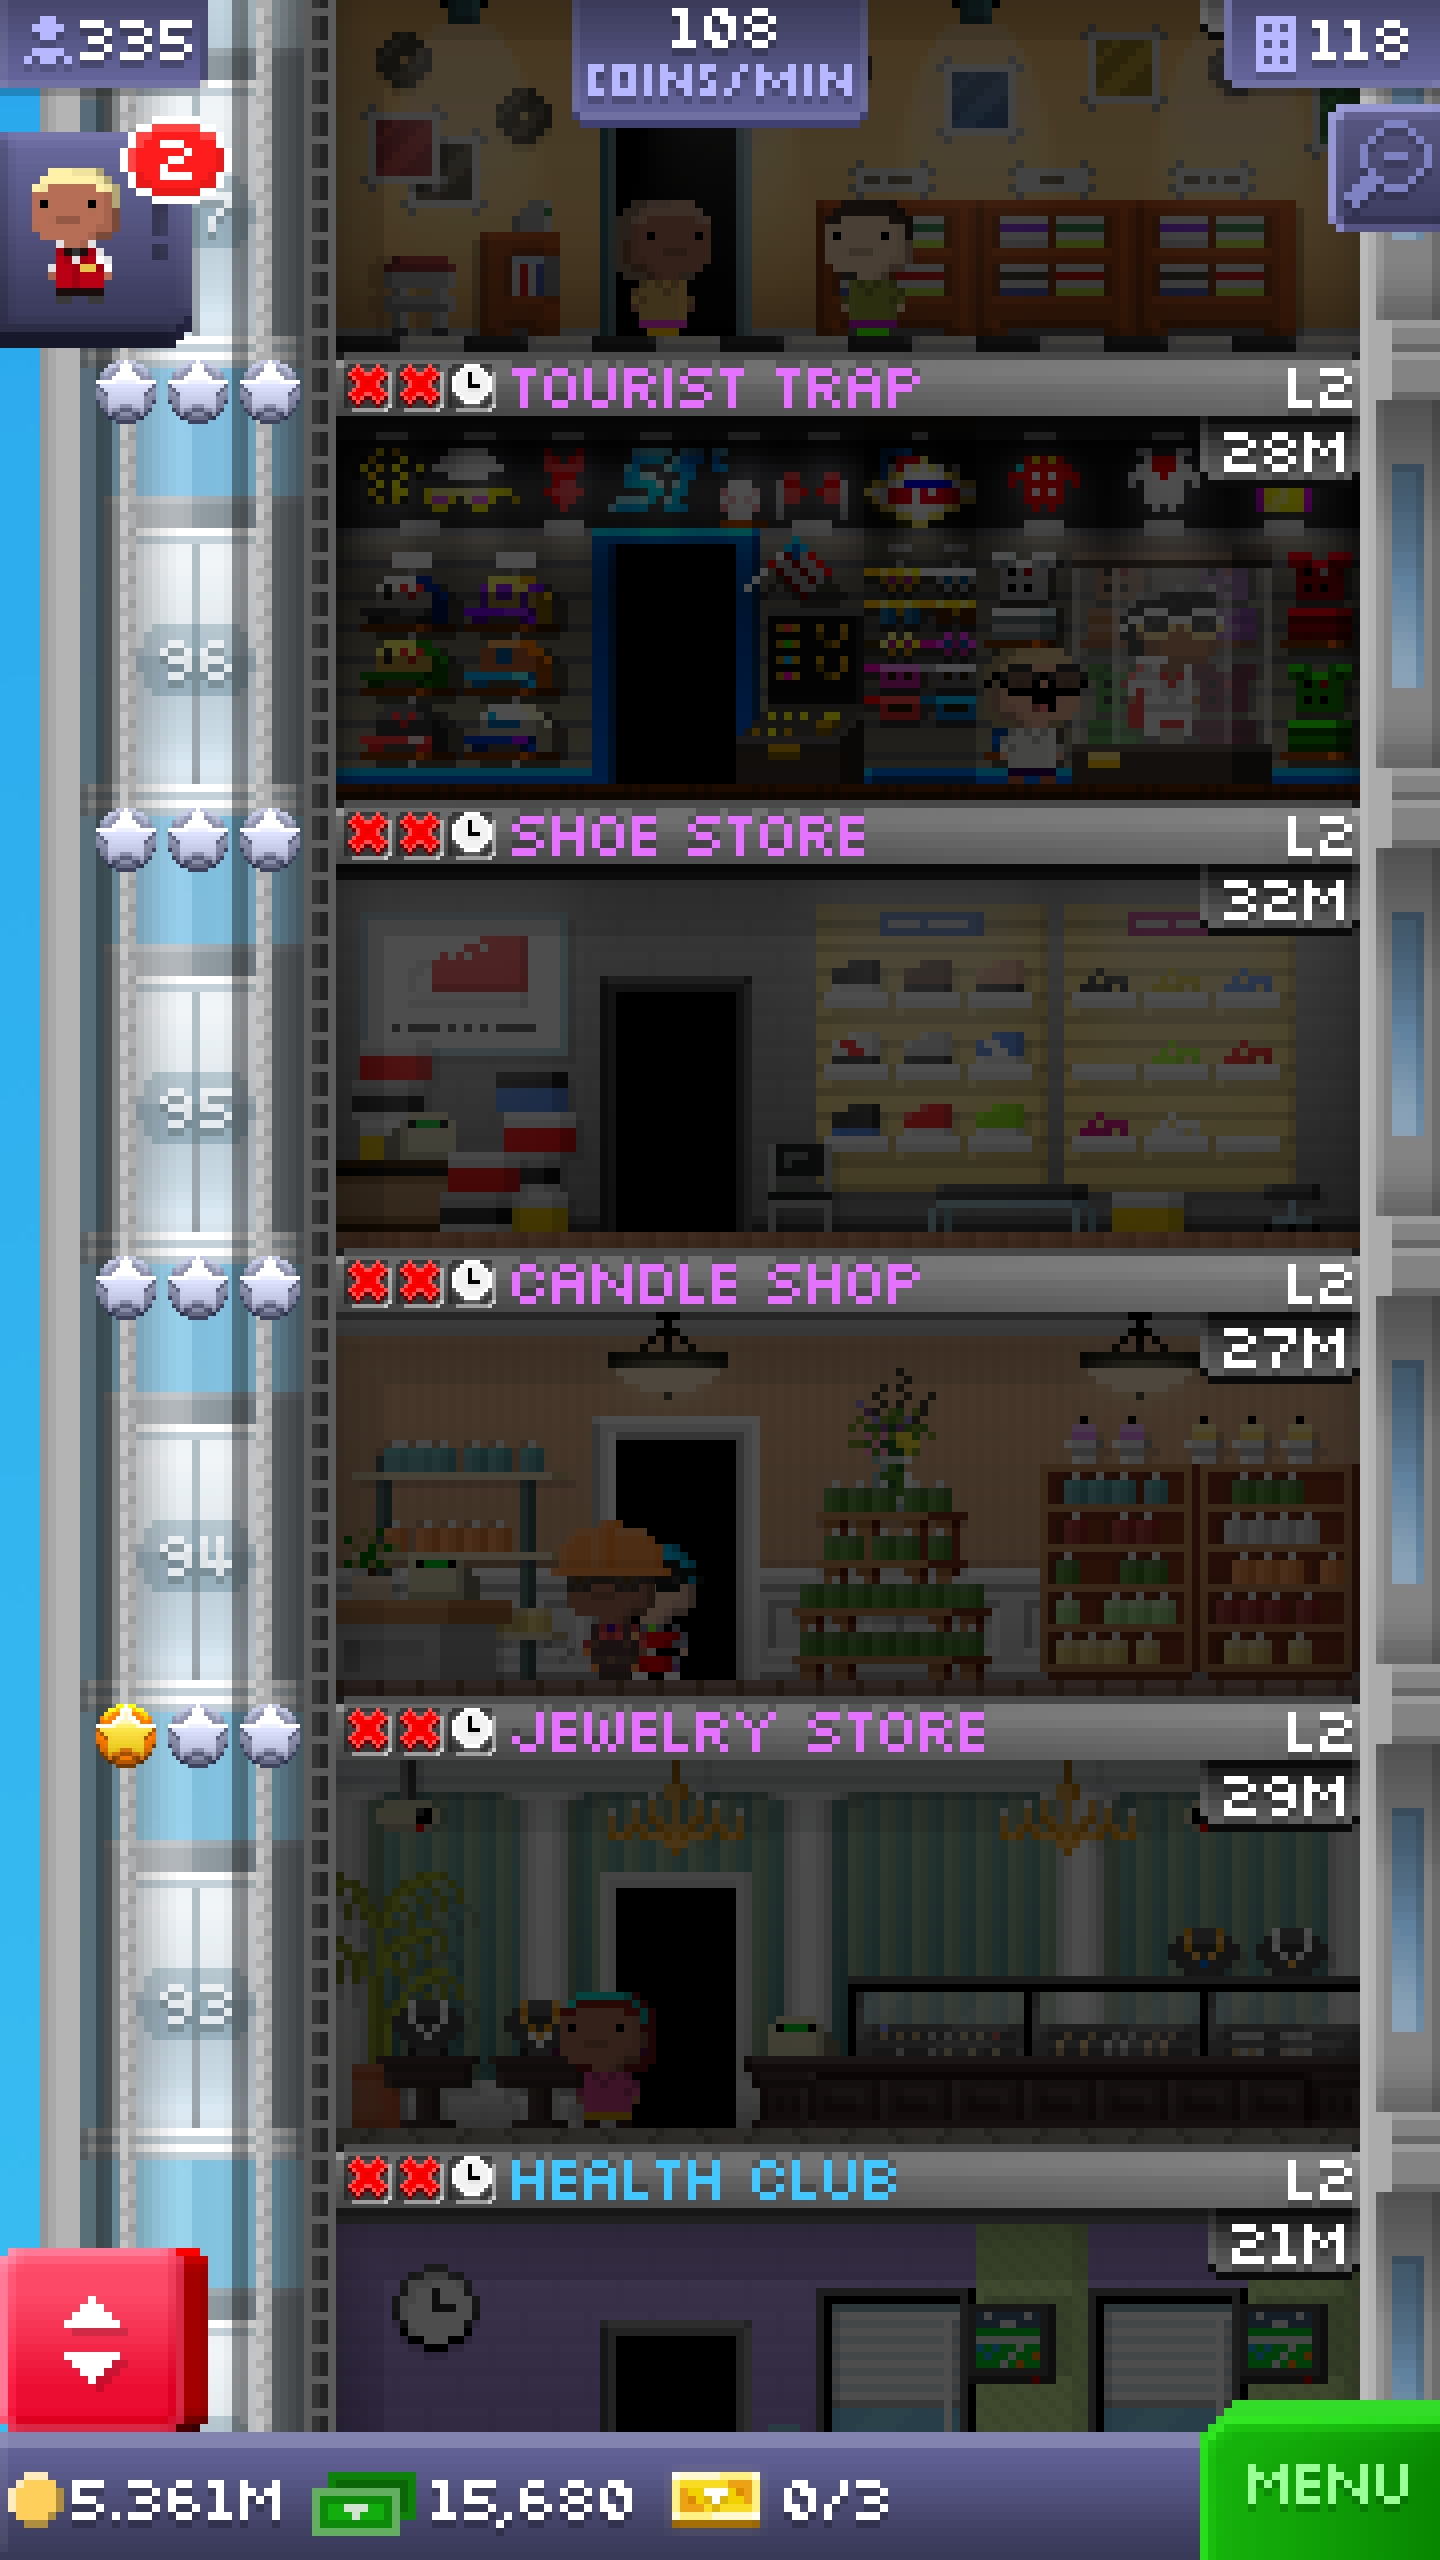 335
108
COINS/MIN
118
2
TOURIST TRAP L2
28M
96
SHOE STORE L2
32M
95
CANDLE SHOP L2
27M
94
JEWELRY STORE L2
29M
93
HEALTH CLUB L2
21M
5.361M 15,680 0/3 MENU